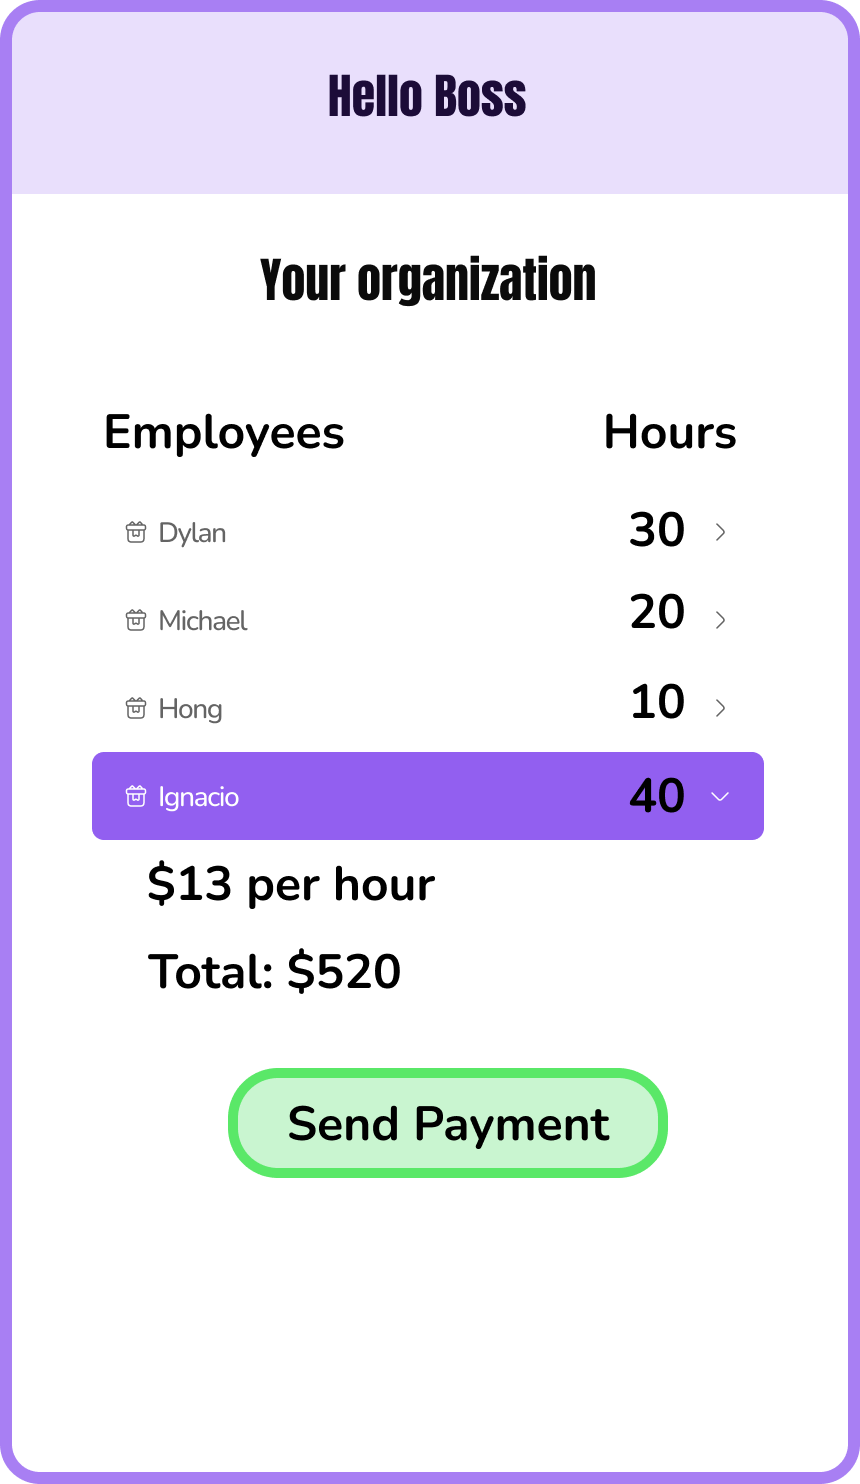 Hello Boss
Your organization
Employees Hours
Dylan 30
Michael 20
Hong 10
Ignacio 40
$13 per hour
Total: $520
Send Payment